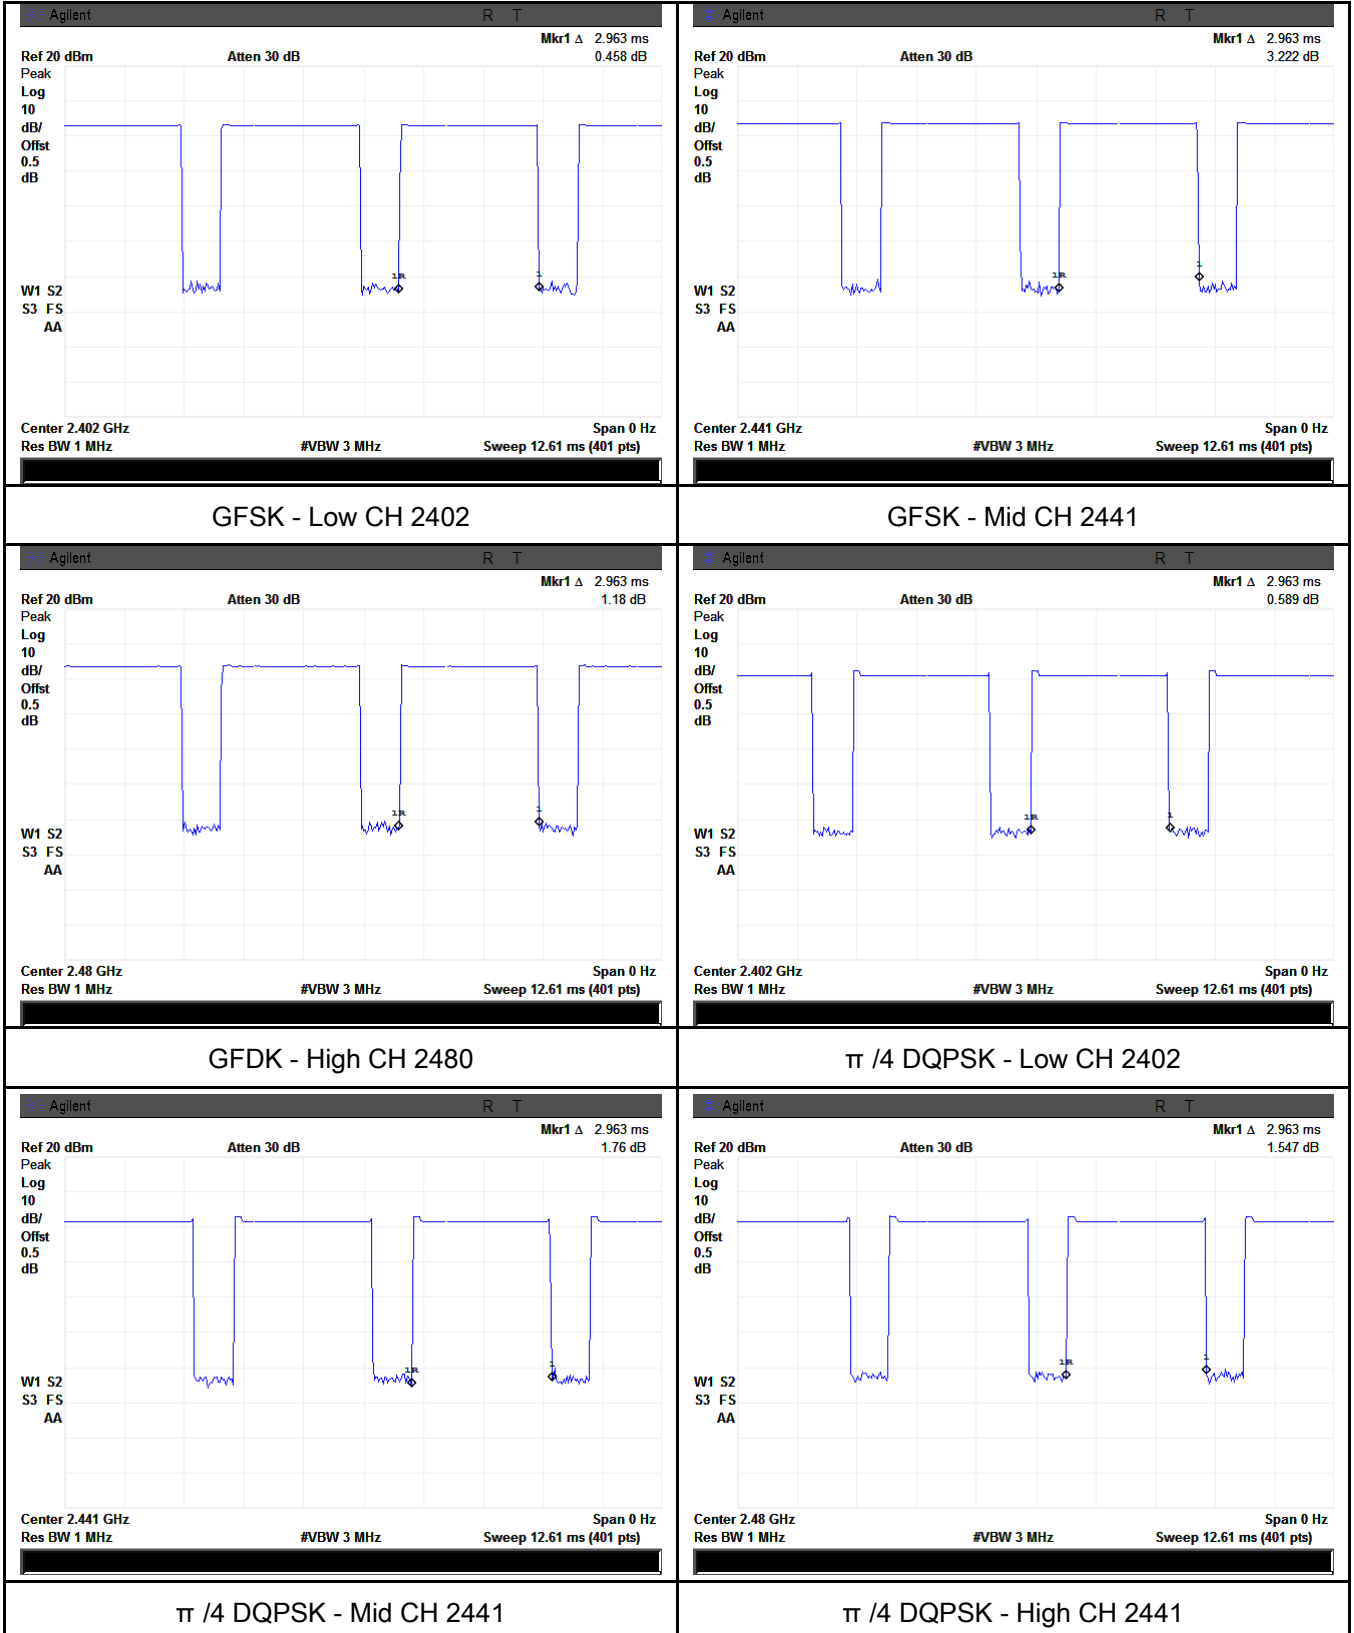 Agilent R T
Mkr1 Δ 2.963 ms
Ref 20 dBm Atten 30 dB 0.458 dB
Peak
Log
10
dB/
Offst
0.5
dB
1R
1
W1 S2
S3 FS
AA
Center 2.402 GHz Span 0 Hz
Res BW 1 MHz #VBW 3 MHz Sweep 12.61 ms (401 pts)
GFSK - Low CH 2402
Agilent R T
Mkr1 Δ 2.963 ms
Ref 20 dBm Atten 30 dB 3.222 dB
Peak
Log
10
dB/
Offst
0.5
dB
1R
1
W1 S2
S3 FS
AA
Center 2.441 GHz Span 0 Hz
Res BW 1 MHz #VBW 3 MHz Sweep 12.61 ms (401 pts)
GFSK - Mid CH 2441
Agilent R T
Mkr1 Δ 2.963 ms
Ref 20 dBm Atten 30 dB 1.18 dB
Peak
Log
10
dB/
Offst
0.5
dB
1R
1
W1 S2
S3 FS
AA
Center 2.48 GHz Span 0 Hz
Res BW 1 MHz #VBW 3 MHz Sweep 12.61 ms (401 pts)
GFDK - High CH 2480
Agilent R T
Mkr1 Δ 2.963 ms
Ref 20 dBm Atten 30 dB 0.589 dB
Peak
Log
10
dB/
Offst
0.5
dB
1R
1
W1 S2
S3 FS
AA
Center 2.402 GHz Span 0 Hz
Res BW 1 MHz #VBW 3 MHz Sweep 12.61 ms (401 pts)
π /4 DQPSK - Low CH 2402
Agilent R T
Mkr1 Δ 2.963 ms
Ref 20 dBm Atten 30 dB 1.76 dB
Peak
Log
10
dB/
Offst
0.5
dB
1R
1
W1 S2
S3 FS
AA
Center 2.441 GHz Span 0 Hz
Res BW 1 MHz #VBW 3 MHz Sweep 12.61 ms (401 pts)
π /4 DQPSK - Mid CH 2441
Agilent R T
Mkr1 Δ 2.963 ms
Ref 20 dBm Atten 30 dB 1.547 dB
Peak
Log
10
dB/
Offst
0.5
dB
1R
1
W1 S2
S3 FS
AA
Center 2.48 GHz Span 0 Hz
Res BW 1 MHz #VBW 3 MHz Sweep 12.61 ms (401 pts)
π /4 DQPSK - High CH 2441